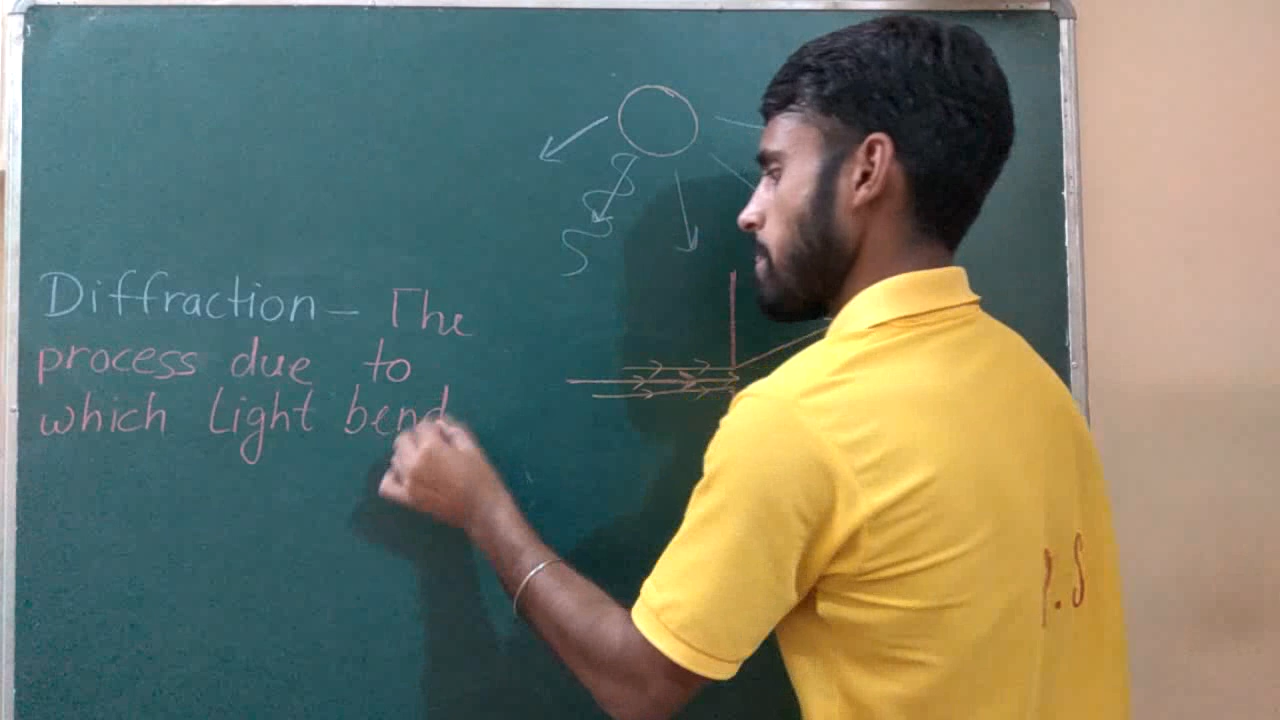 Diffraction - The
process due to
which Light bend
P.S